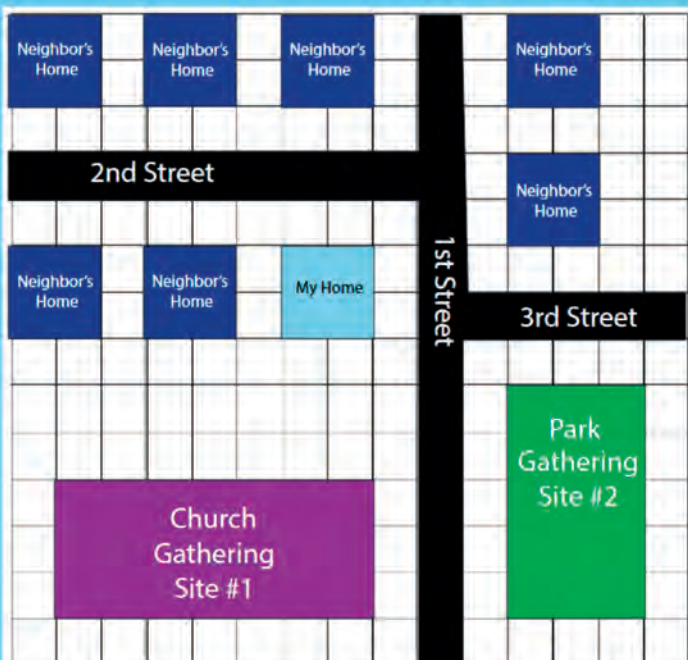 Neighbor's
Home
Neighbor's
Home
Neighbor's
Home
Neighbor's
Home
2nd Street
Neighbor's
Home
1st Street
Neighbor's
Home
Neighbor's
Home
My Home
3rd Street
Park
Gathering
Site #2
Church
Gathering
Site #1